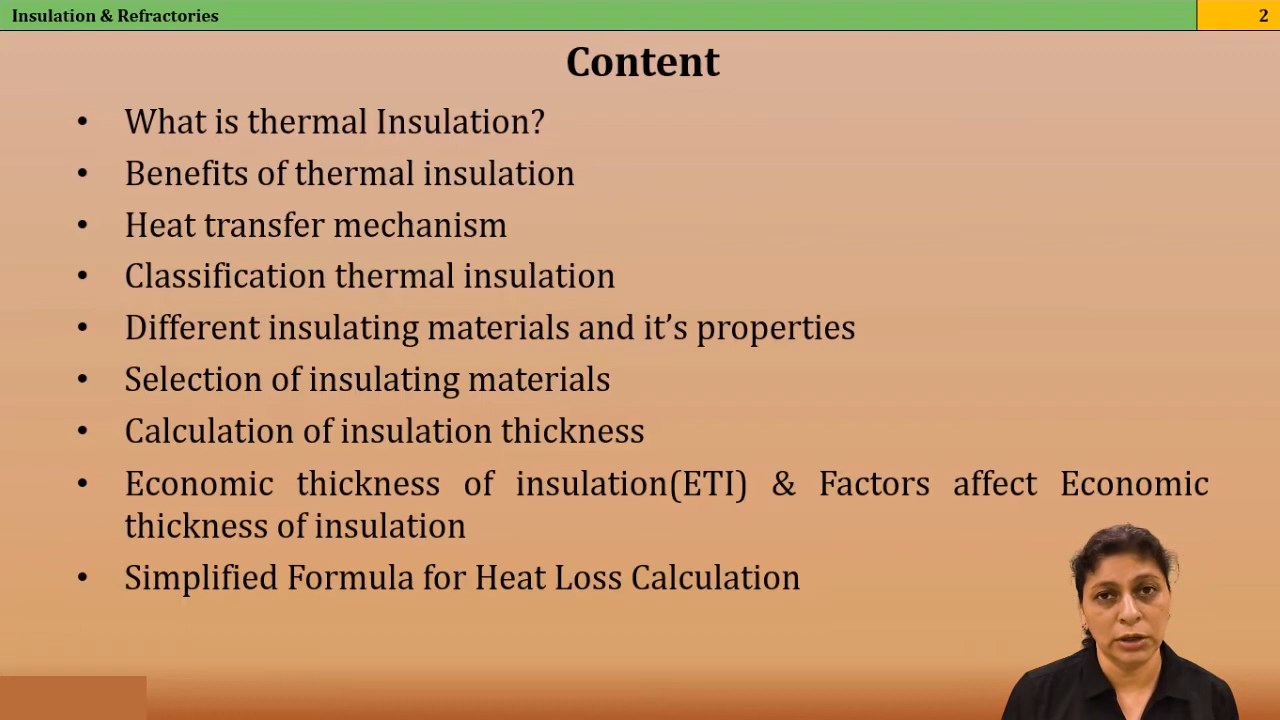 Insulation & Refractories
2
Content
• What is thermal Insulation?
• Benefits of thermal insulation
• Heat transfer mechanism
• Classification thermal insulation
• Different insulating materials and it’s properties
• Selection of insulating materials
• Calculation of insulation thickness
• Economic thickness of insulation(ETI) & Factors affect Economic
thickness of insulation
• Simplified Formula for Heat Loss Calculation